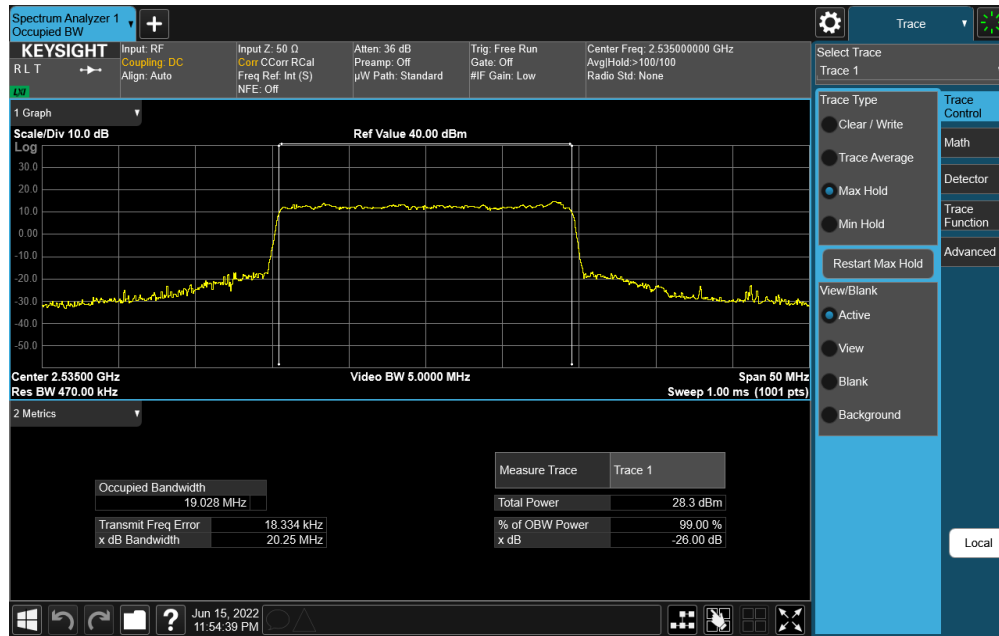 Spectrum Analyzer 1
Occupied BW
+
Trace
KEYSIGHT
R L T
LXI
Input: RF
Coupling: DC
Align: Auto
Input Z: 50 Ω
Corr CCorr RCal
Freq Ref: Int (S)
NFE: Off
Atten: 36 dB
Preamp: Off
µW Path: Standard
Trig: Free Run
Gate: Off
#IF Gain: Low
Center Freq: 2.535000000 GHz
Avg|Hold:>100/100
Radio Std: None
Select Trace
Trace 1
1 Graph
Scale/Div 10.0 dB
Ref Value 40.00 dBm
Log
30.0
20.0
10.0
0.00
-10.0
-20.0
-30.0
-40.0
-50.0
Center 2.53500 GHz
Video BW 5.0000 MHz
Span 50 MHz
Res BW 470.00 kHz
Sweep 1.00 ms (1001 pts)
Trace Type
Clear / Write
Trace Average
Max Hold
Min Hold
Restart Max Hold
View/Blank
Active
View
Blank
Background
Trace
Control
Math
Detector
Trace
Function
Advanced
Local
2 Metrics
Occupied Bandwidth
19.028 MHz
Transmit Freq Error 18.334 kHz
x dB Bandwidth 20.25 MHz
Measure Trace Trace 1
Total Power 28.3 dBm
% of OBW Power 99.00 %
x dB -26.00 dB
?
Jun 15, 2022
11:54:39 PM